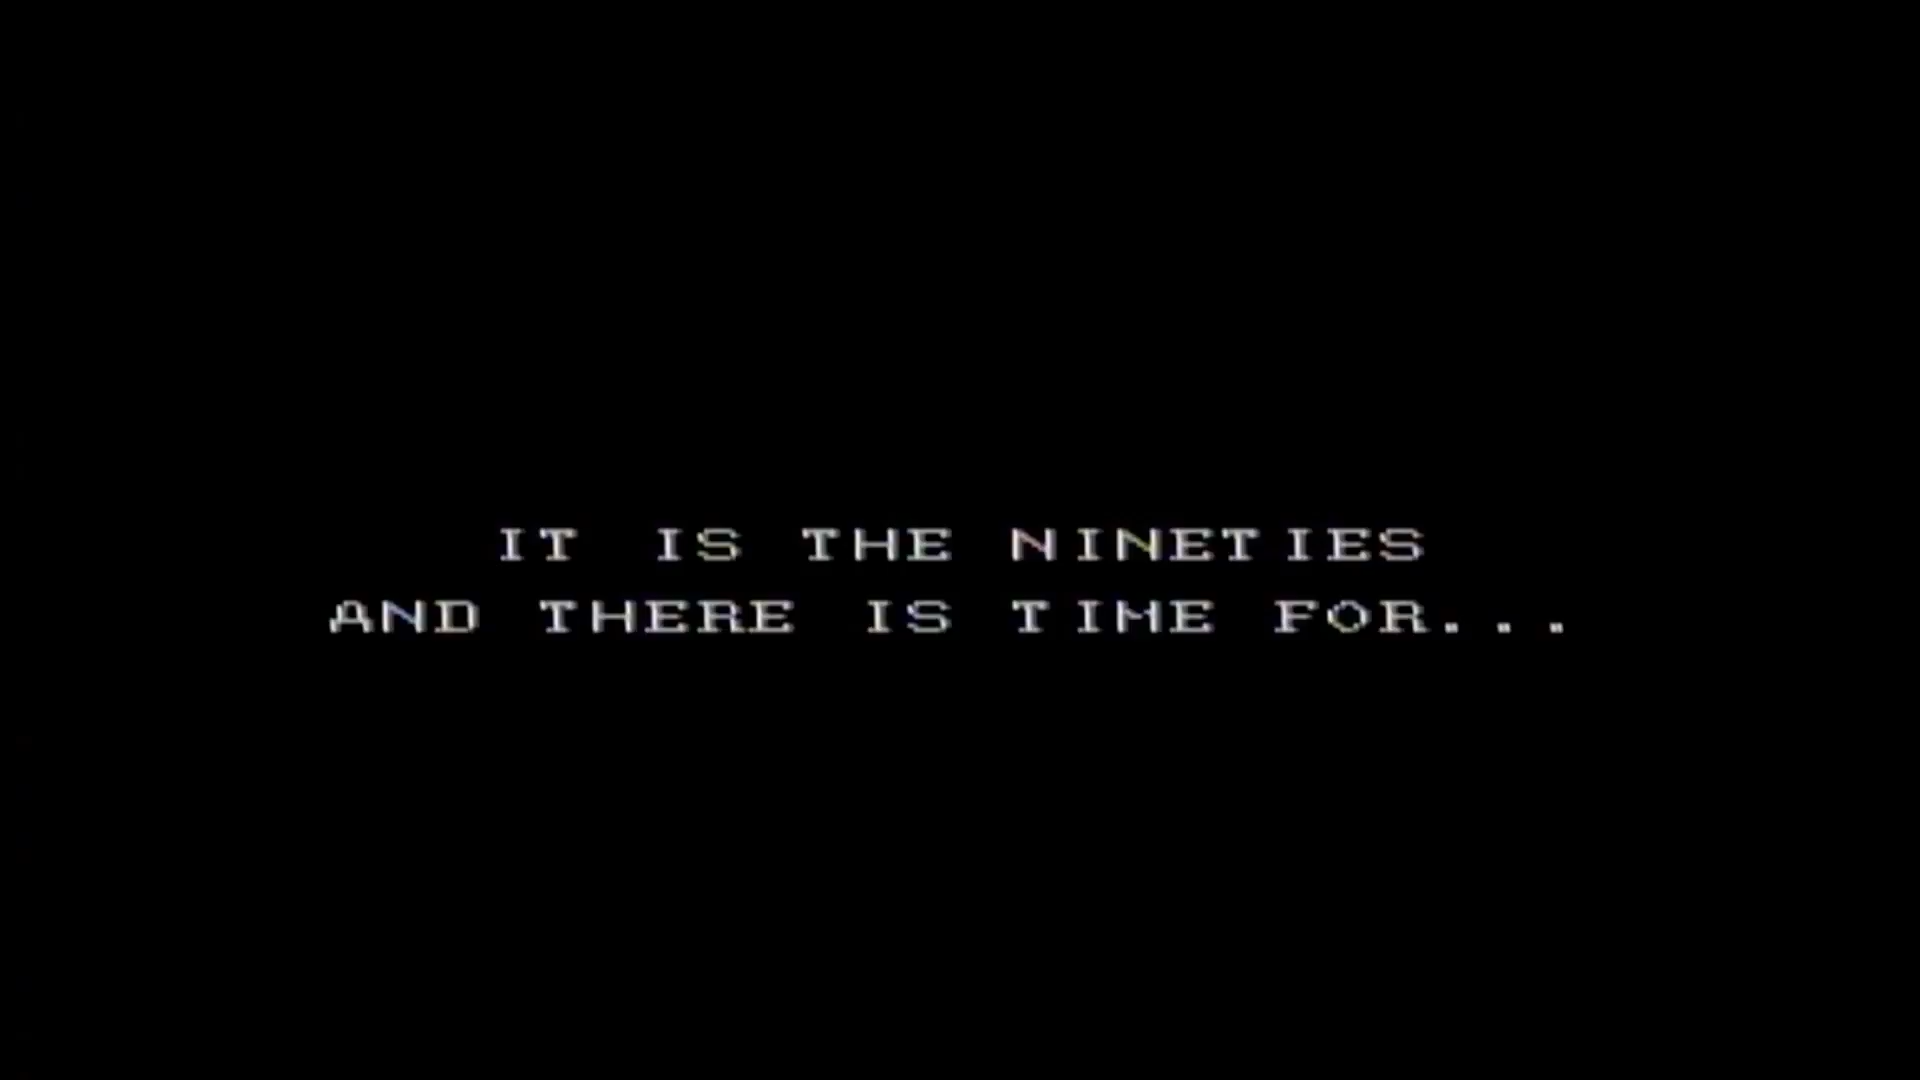 IT IS THE NINETIES
AND THERE IS TIME FOR...